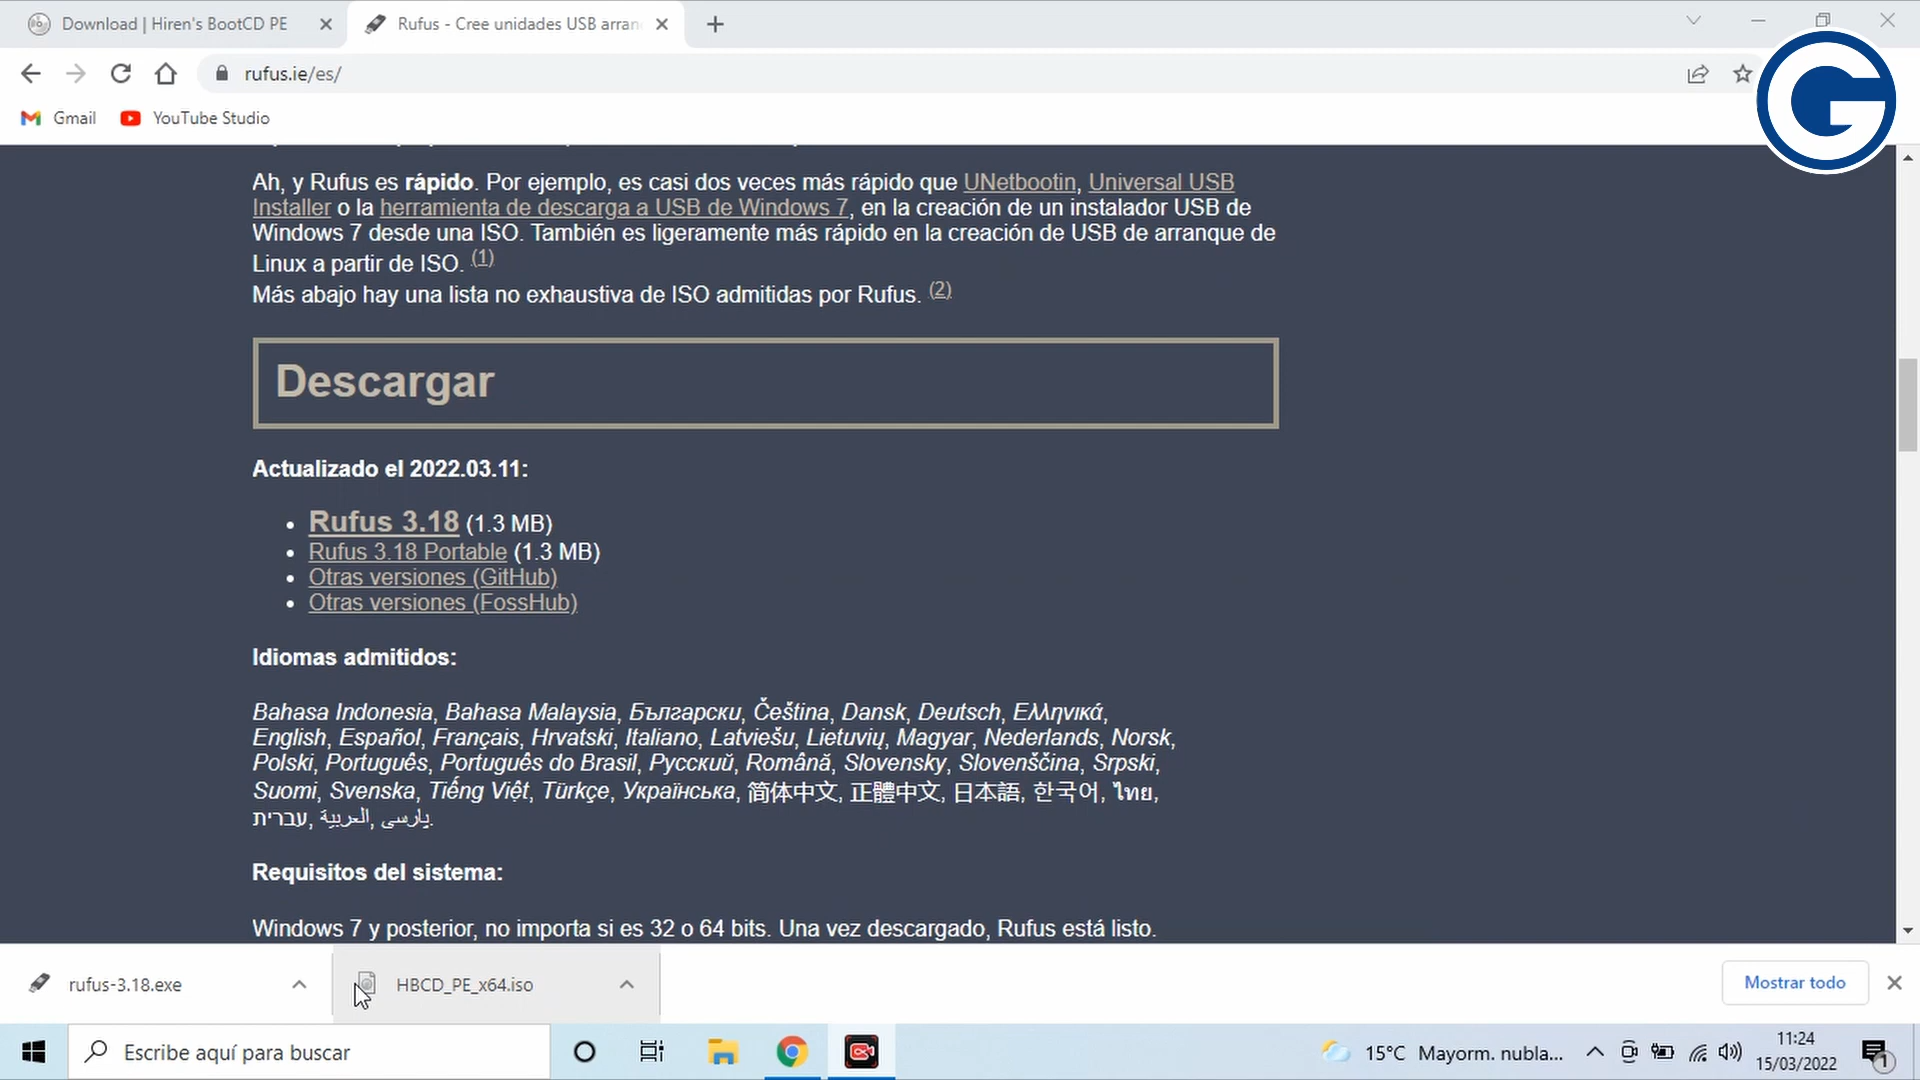 Download | Hiren's BootCD PE
Rufus - Cree unidades USB arran
rufus.ie/es/
Gmail
YouTube Studio
G
Ah, y Rufus es rápido. Por ejemplo, es casi dos veces más rápido que UNetbootin, Universal USB
Installer o la herramienta de descarga a USB de Windows 7, en la creación de un instalador USB de
Windows 7 desde una ISO. También es ligeramente más rápido en la creación de USB de arranque de
Linux a partir de ISO. (1)
Más abajo hay una lista no exhaustiva de ISO admitidas por Rufus. (2)
Descargar
Actualizado el 2022.03.11:
• Rufus 3.18 (1.3 MB)
• Rufus 3.18 Portable (1.3 MB)
• Otras versiones (GitHub)
• Otras versiones (FossHub)
Idiomas admitidos:
Bahasa Indonesia, Bahasa Malaysia, Български, Čeština, Dansk, Deutsch, Ελληνικά,
English, Español, Français, Hrvatski, Italiano, Latviešu, Lietuvių, Magyar, Nederlands, Norsk,
Polski, Português, Português do Brasil, Русский, Română, Slovensky, Slovenščina, Srpski,
Suomi, Svenska, Tiếng Việt, Türkçe, Українська, 简体中文, 正體中文, 日本語, 한국어, ไทย,
עברית, العربية, پارسی.
Requisitos del sistema:
Windows 7 y posterior, no importa si es 32 o 64 bits. Una vez descargado, Rufus está listo.
rufus-3.18.exe
HBCD_PE_x64.iso
Mostrar todo
Escribe aquí para buscar
15°C Mayorm. nubla...
11:24
15/03/2022
1